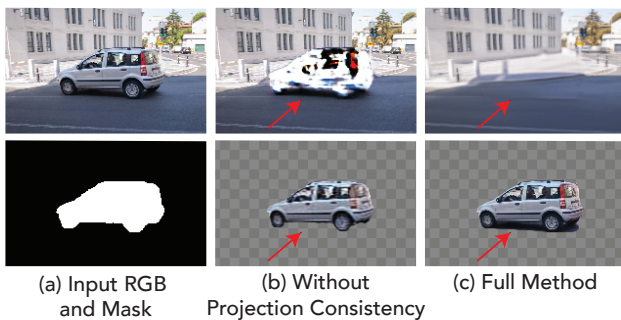 (a) Input RGB
and Mask
(b) Without
Projection Consistency
(c) Full Method